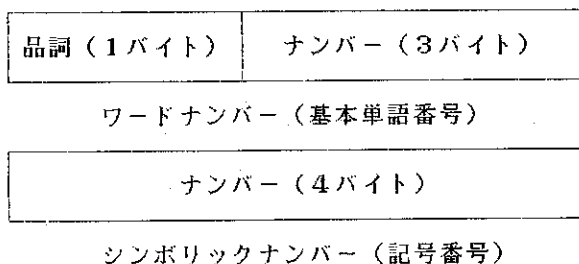 品詞（1バイト） ナンバー（3バイト）
ワードナンバー（基本単語番号）
ナンバー（4バイト）
シンボリックナンバー（記号番号）